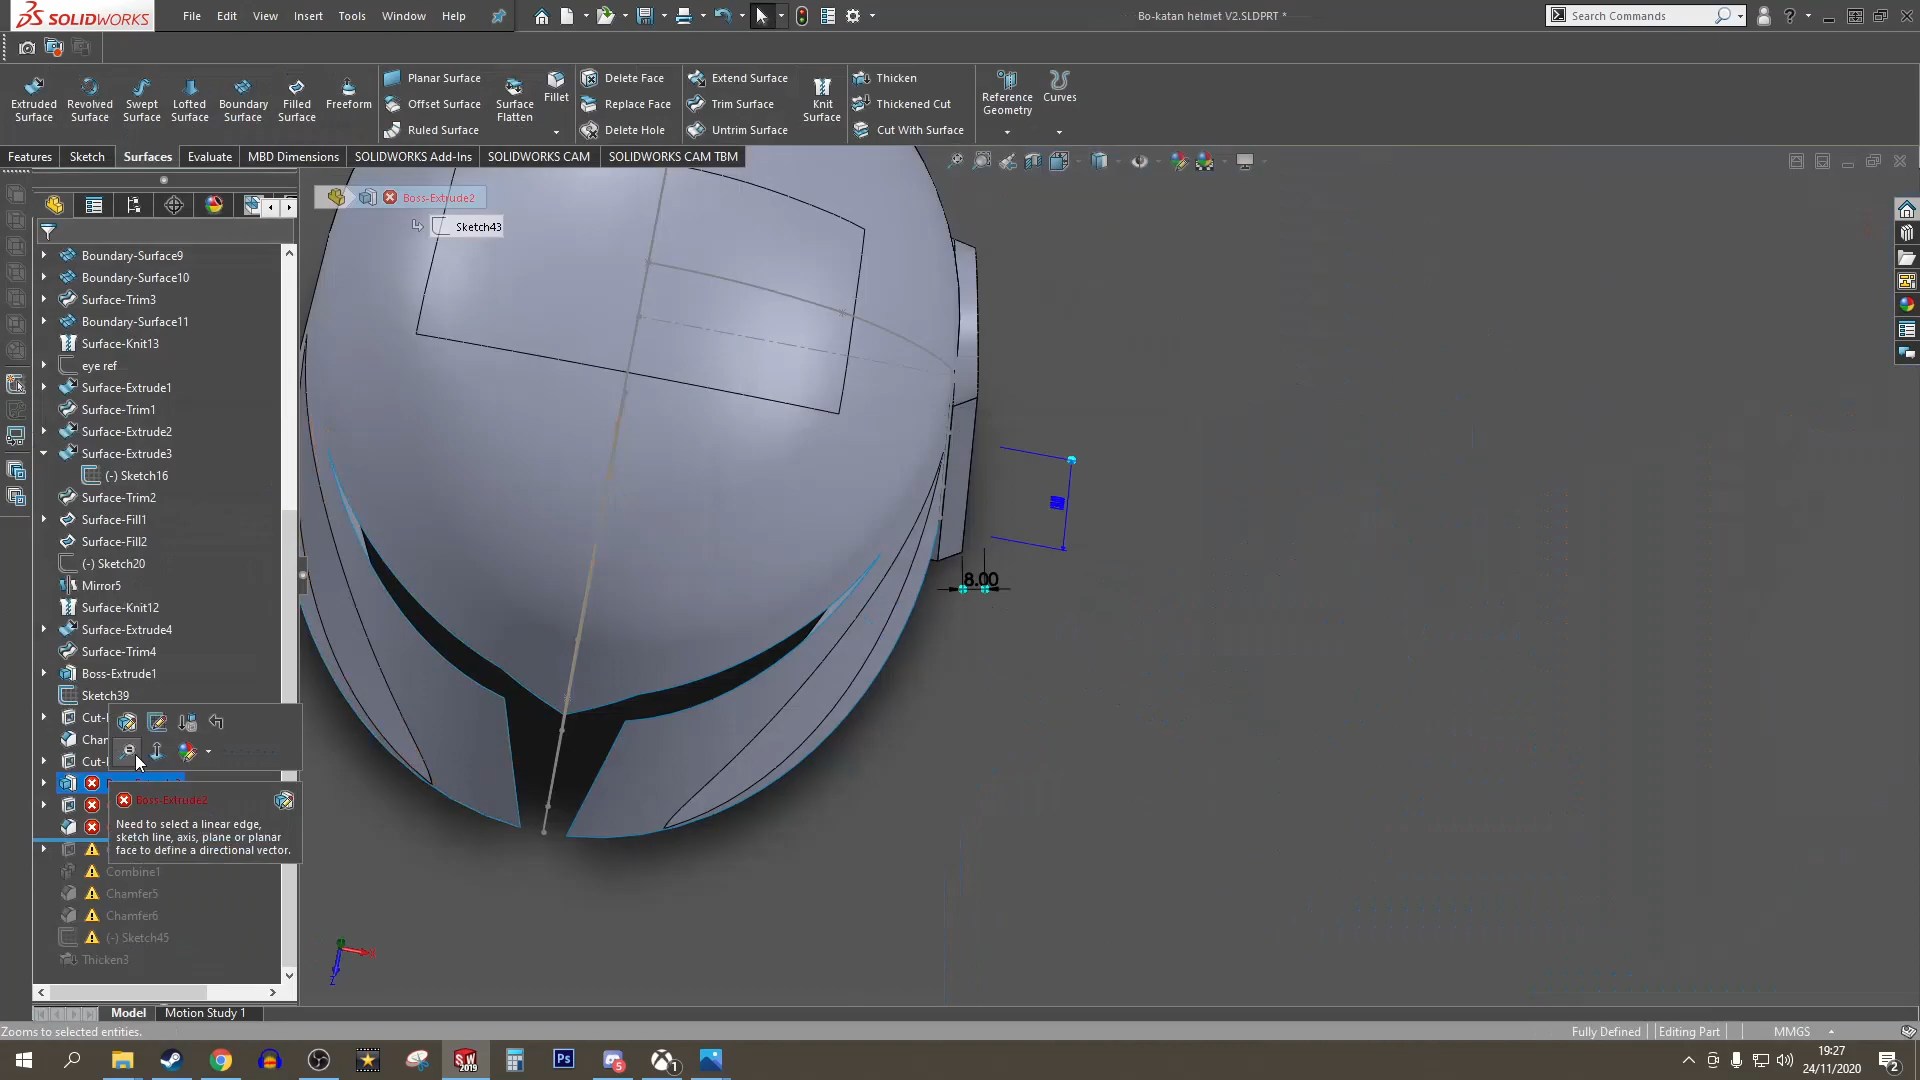 SOLIDWORKS
File Edit View Insert Tools Window Help
Bo-katan helmet V2.SLDPRT *
Search Commands
Extruded Surface
Revolved Surface
Swept Surface
Lofted Surface
Boundary Surface
Filled Surface
Freeform
Planar Surface
Offset Surface
Ruled Surface
Surface Flatten
Fillet
Delete Face
Replace Face
Delete Hole
Extend Surface
Trim Surface
Untrim Surface
Knit Surface
Thicken
Thickened Cut
Cut With Surface
Reference Geometry
Curves
Features Sketch Surfaces Evaluate MBD Dimensions SOLIDWORKS Add-Ins SOLIDWORKS CAM SOLIDWORKS CAM TBM
Boss-Extrude2
Sketch43
Boundary-Surface9
Boundary-Surface10
Surface-Trim3
Boundary-Surface11
Surface-Knit13
eye ref
Surface-Extrude1
Surface-Trim1
Surface-Extrude2
Surface-Extrude3
(-) Sketch16
Surface-Trim2
Surface-Fill1
Surface-Fill2
(-) Sketch20
Mirror5
Surface-Knit12
Surface-Extrude4
Surface-Trim4
Boss-Extrude1
Sketch39
Boss-Extrude2
Need to select a linear edge,
sketch line, axis, plane or planar
face to define a directional vector.
Combine1
Chamfer5
Chamfer6
(-) Sketch45
Thicken3
8.00
Model Motion Study 1
Zooms to selected entities.
Fully Defined Editing Part MMGS
SW 2019
Ps
5
1
19:27
24/11/2020
2